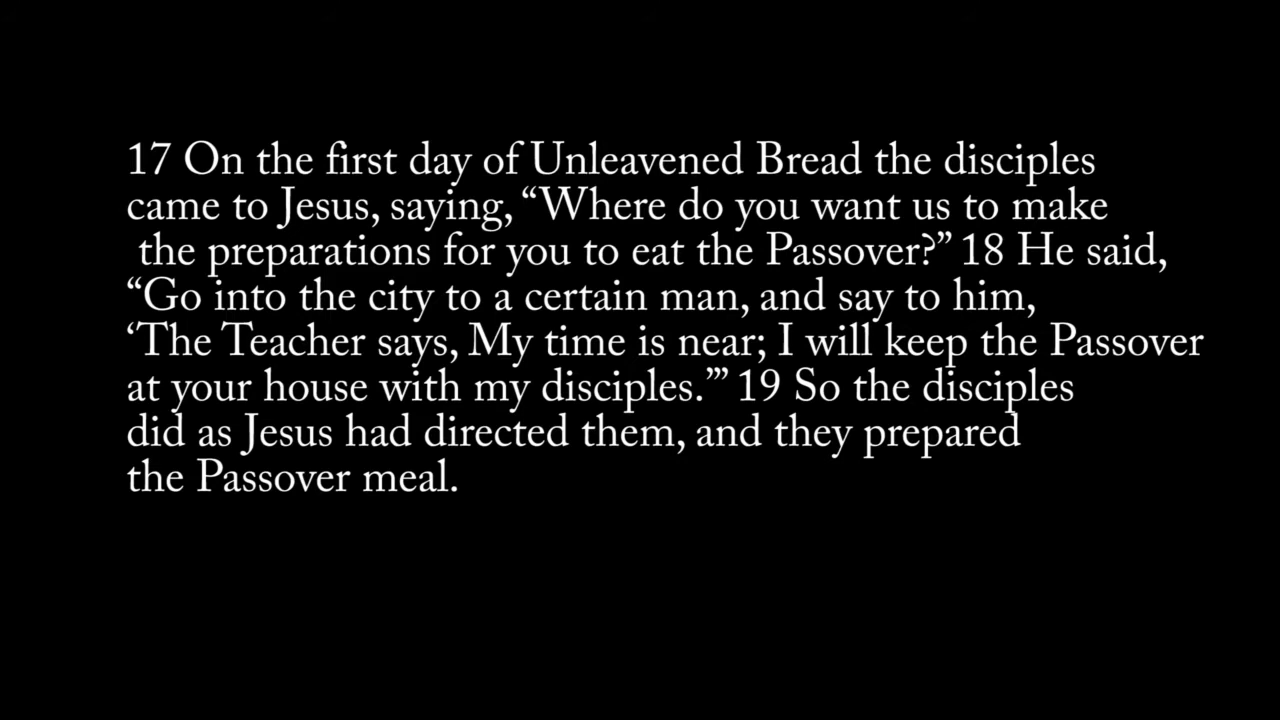 17 On the first day of Unleavened Bread the disciples
came to Jesus, saying, “Where do you want us to make
the preparations for you to eat the Passover?” 18 He said,
“Go into the city to a certain man, and say to him,
‘The Teacher says, My time is near; I will keep the Passover
at your house with my disciples.’” 19 So the disciples
did as Jesus had directed them, and they prepared
the Passover meal.